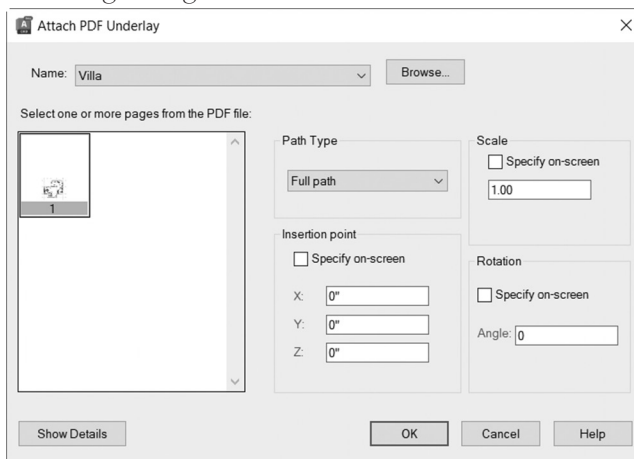 Attach PDF Underlay
Name: Villa
Browse...
Select one or more pages from the PDF file:
1
Path Type
Full path
Insertion point
Specify on-screen
X: 0"
Y: 0"
Z: 0"
Scale
Specify on-screen
1.00
Rotation
Specify on-screen
Angle: 0
Show Details
OK
Cancel
Help